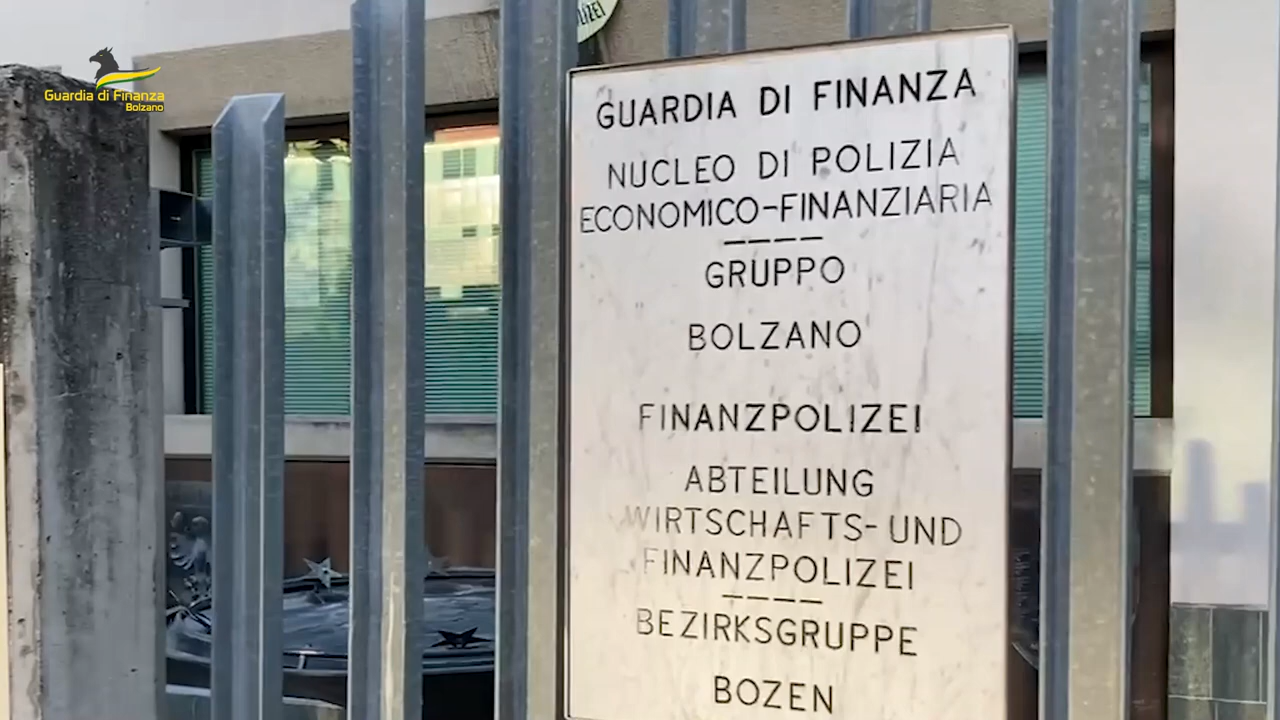 Guardia di Finanza
Bolzano
GUARDIA DI FINANZA
NUCLEO DI POLIZIA
ECONOMICO-FINANZIARIA
GRUPPO
BOLZANO
FINANZPOLIZEI
ABTEILUNG
WIRTSCHAFTS-UND
FINANZPOLIZEI
BEZIRKSGRUPPE
BOZEN